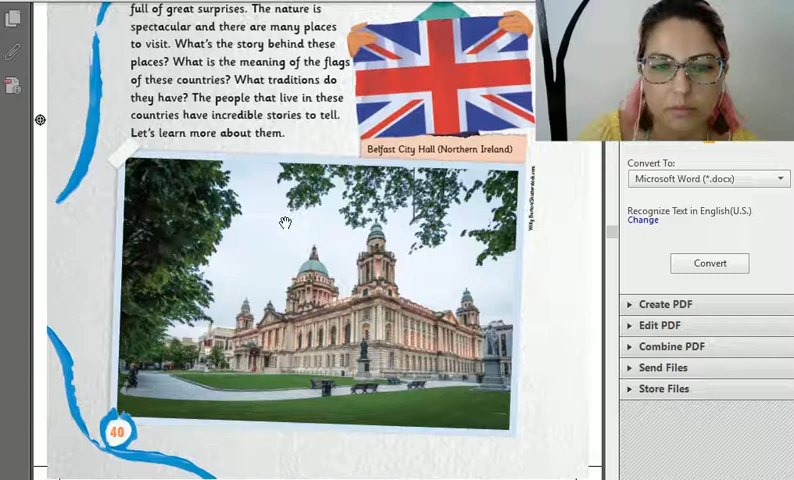 full of great surprises. The nature is
spectacular and there are many places
to visit. What's the story behind these
places? What is the meaning of the flags
of these countries? What traditions do
they have? The people that live in these
countries have incredible stories to tell.
Let's learn more about them.
Belfast City Hall (Northern Ireland)
40
Convert To:
Microsoft Word (*.docx)
Recognize Text in English(U.S.)
Change
Convert
Create PDF
Edit PDF
Combine PDF
Send Files
Store Files